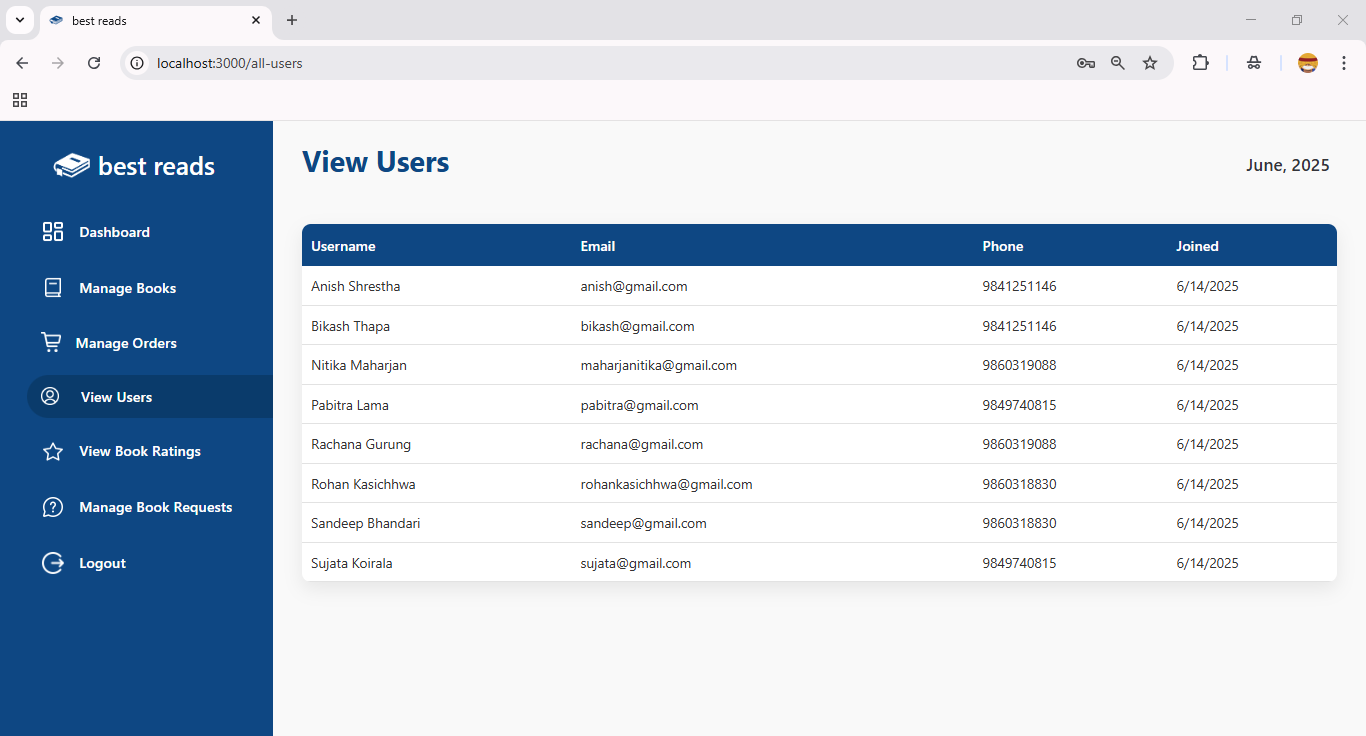 best reads
localhost:3000/all-users
best reads
Dashboard
Manage Books
Manage Orders
View Users
View Book Ratings
Manage Book Requests
Logout
View Users
June, 2025
Username Email Phone Joined
Anish Shrestha anish@gmail.com 9841251146 6/14/2025
Bikash Thapa bikash@gmail.com 9841251146 6/14/2025
Nitika Maharjan maharjanitika@gmail.com 9860319088 6/14/2025
Pabitra Lama pabitra@gmail.com 9849740815 6/14/2025
Rachana Gurung rachana@gmail.com 9860319088 6/14/2025
Rohan Kasichhwa rohankasichhwa@gmail.com 9860318830 6/14/2025
Sandeep Bhandari sandeep@gmail.com 9860318830 6/14/2025
Sujata Koirala sujata@gmail.com 9849740815 6/14/2025